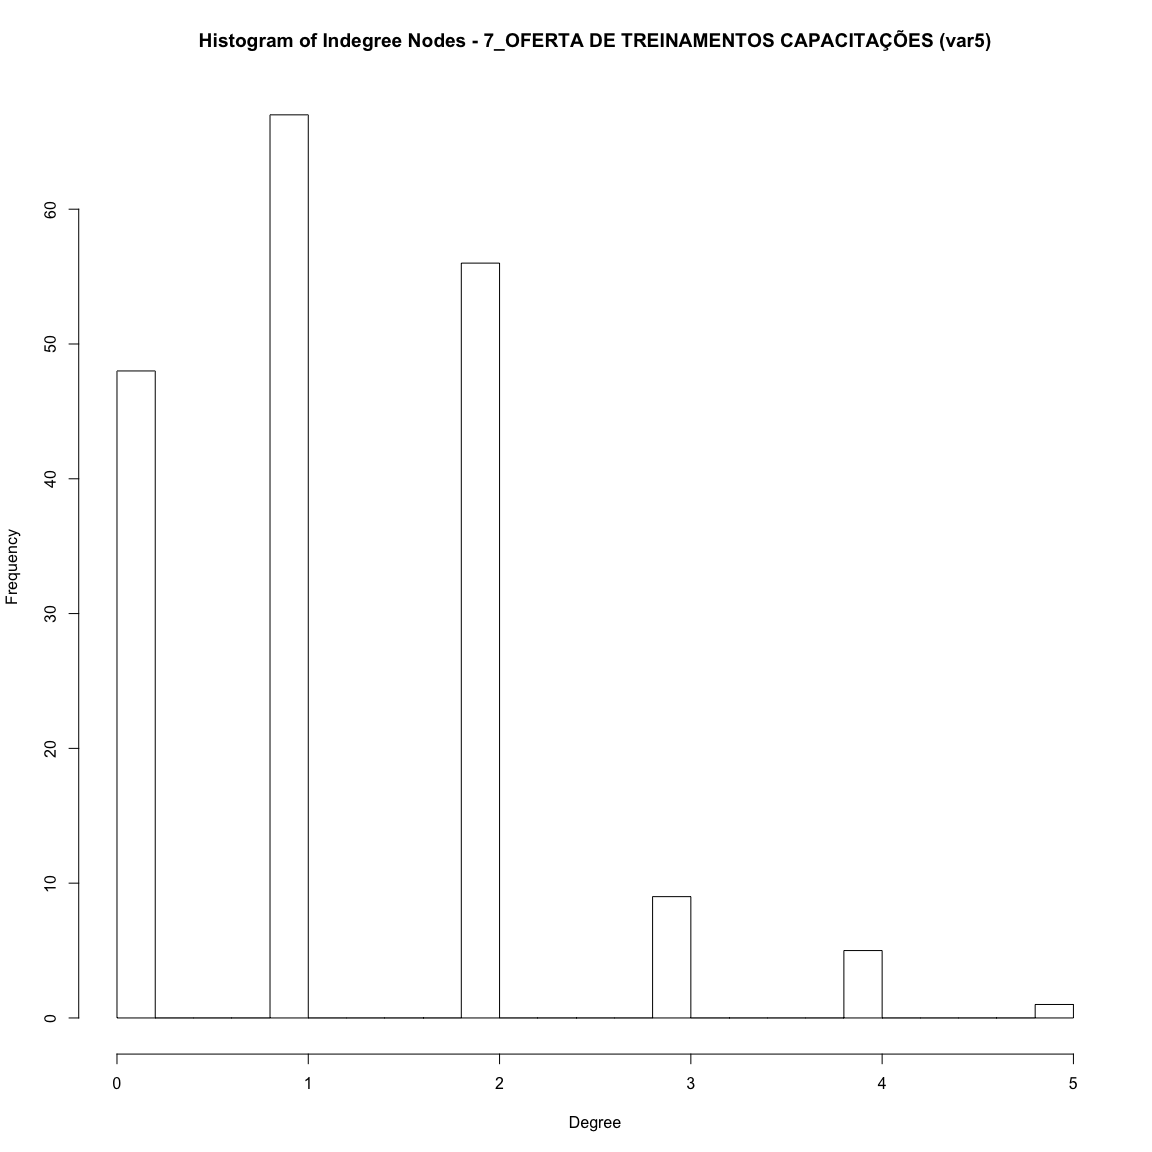 Histogram of Indegree Nodes - 7_OFERTA DE TREINAMENTOS CAPACITAÇÕES (var5)
60
50
40
30
20
10
0
Frequency
0 1 2 3 4 5
Degree